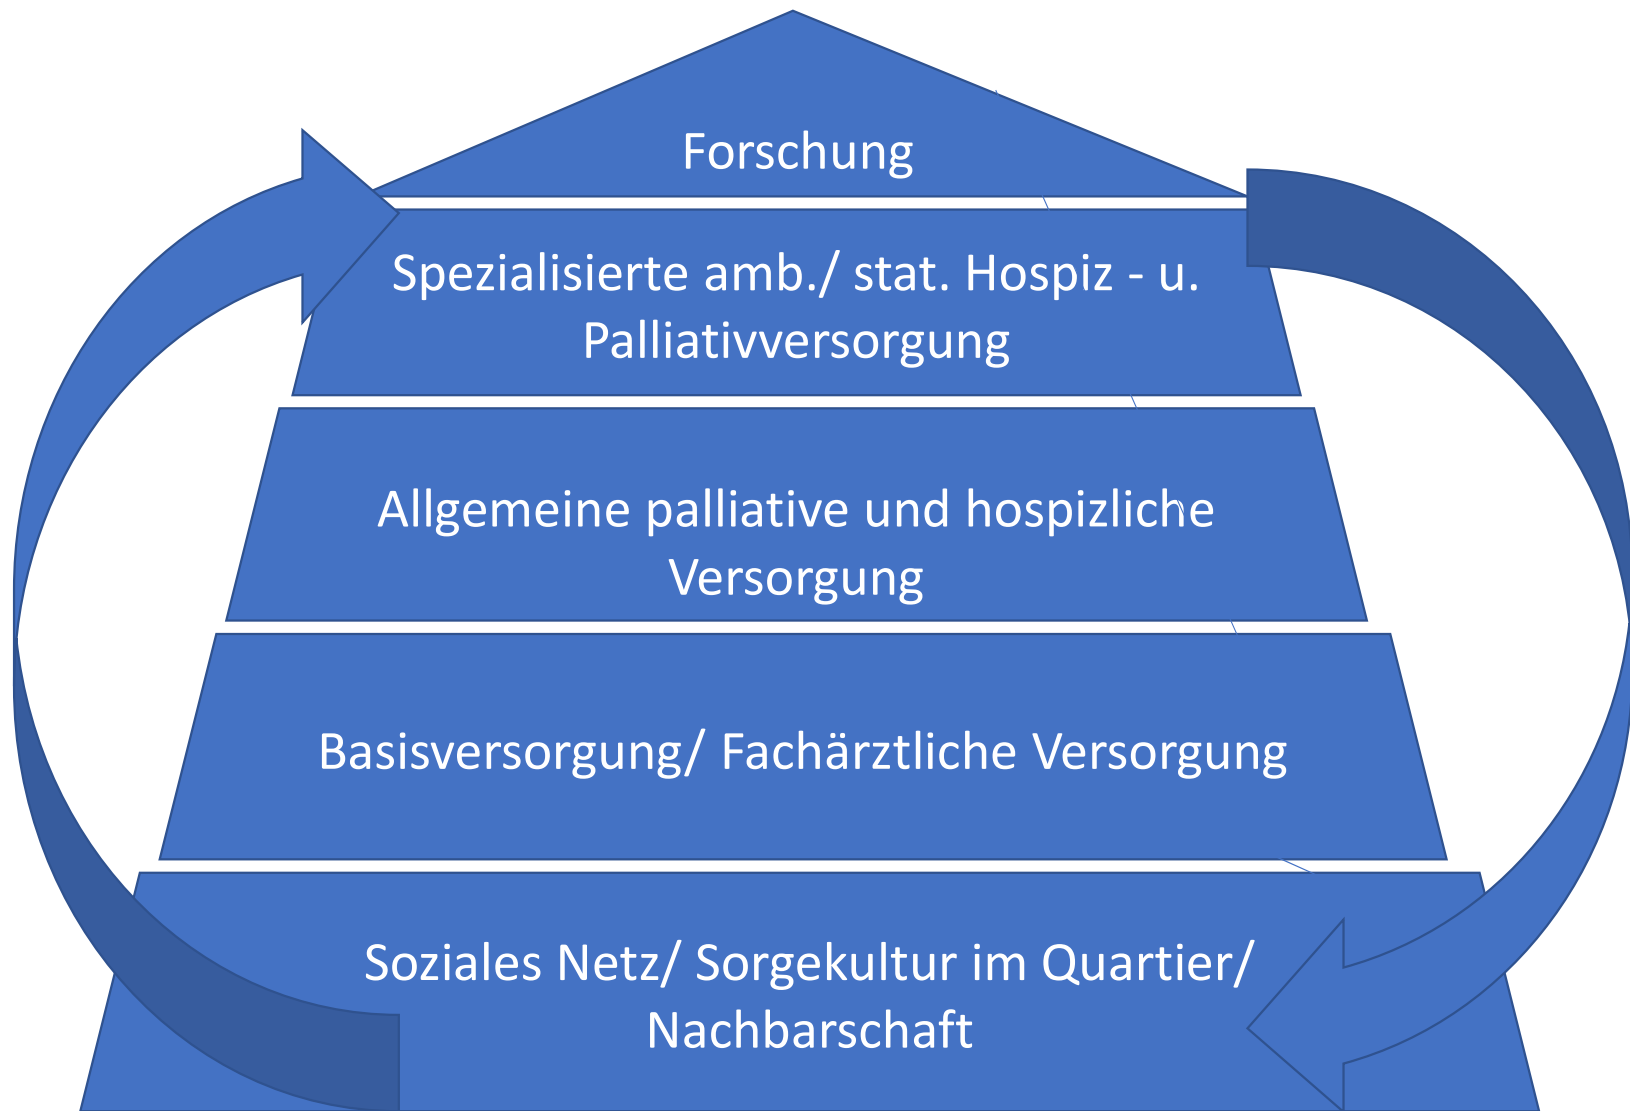 Forschung
Spezialisierte amb./ stat. Hospiz - u.
Palliativversorgung
Allgemeine palliative und hospizliche
Versorgung
Basisversorgung/ Fachärztliche Versorgung
Soziales Netz/ Sorgekultur im Quartier/
Nachbarschaft